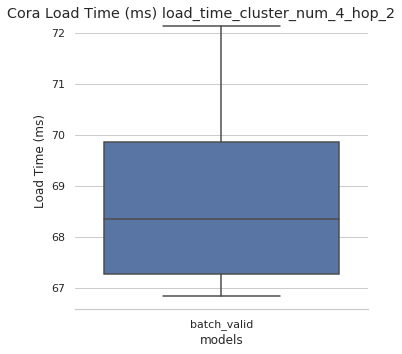 Cora Load Time (ms) load_time_cluster_num_4_hop_2
72
71
70
69
68
67
Load Time (ms)
batch_valid
models